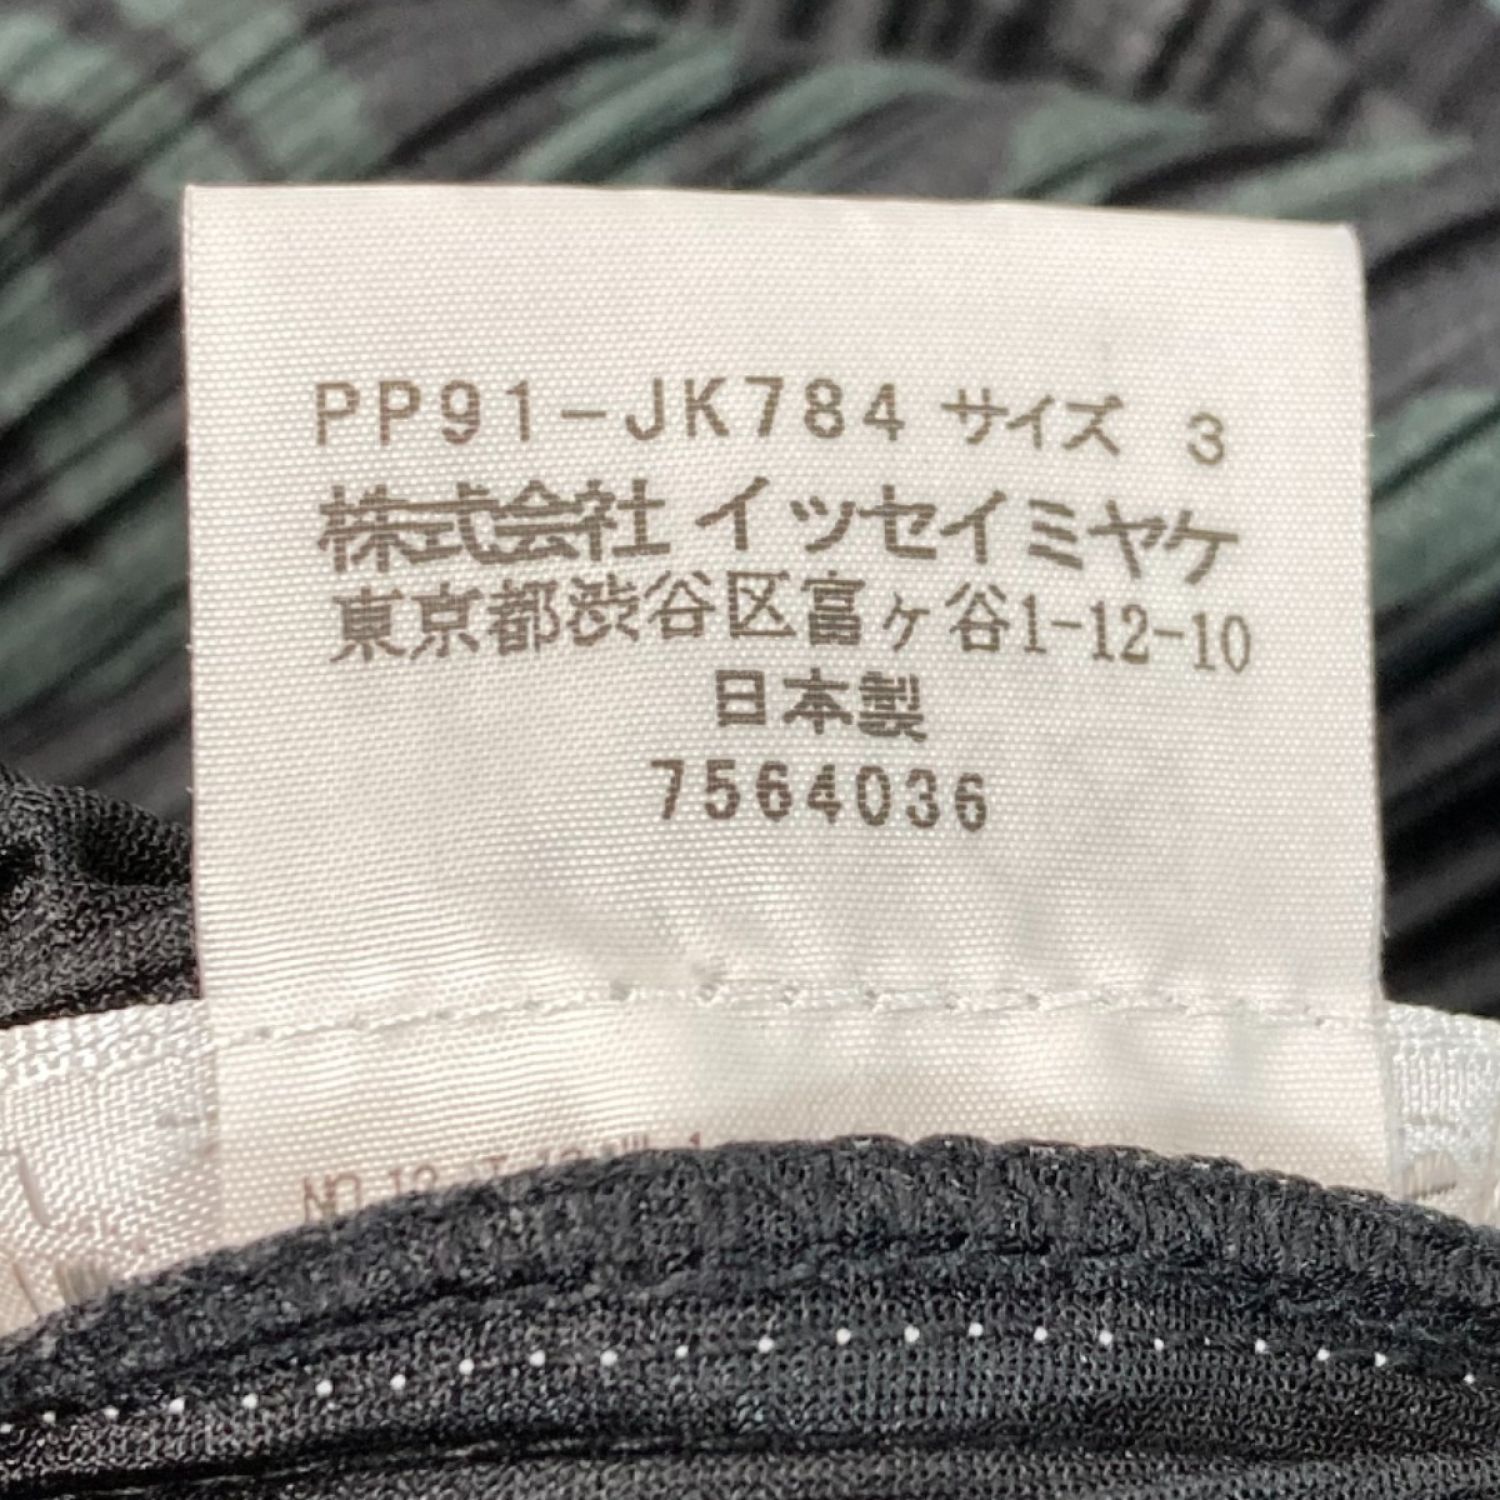 PP91-JK784 サイズ 3
株式会社 イッセイミヤケ
東京都渋谷区富ヶ谷1-12-10
日本製
7564036